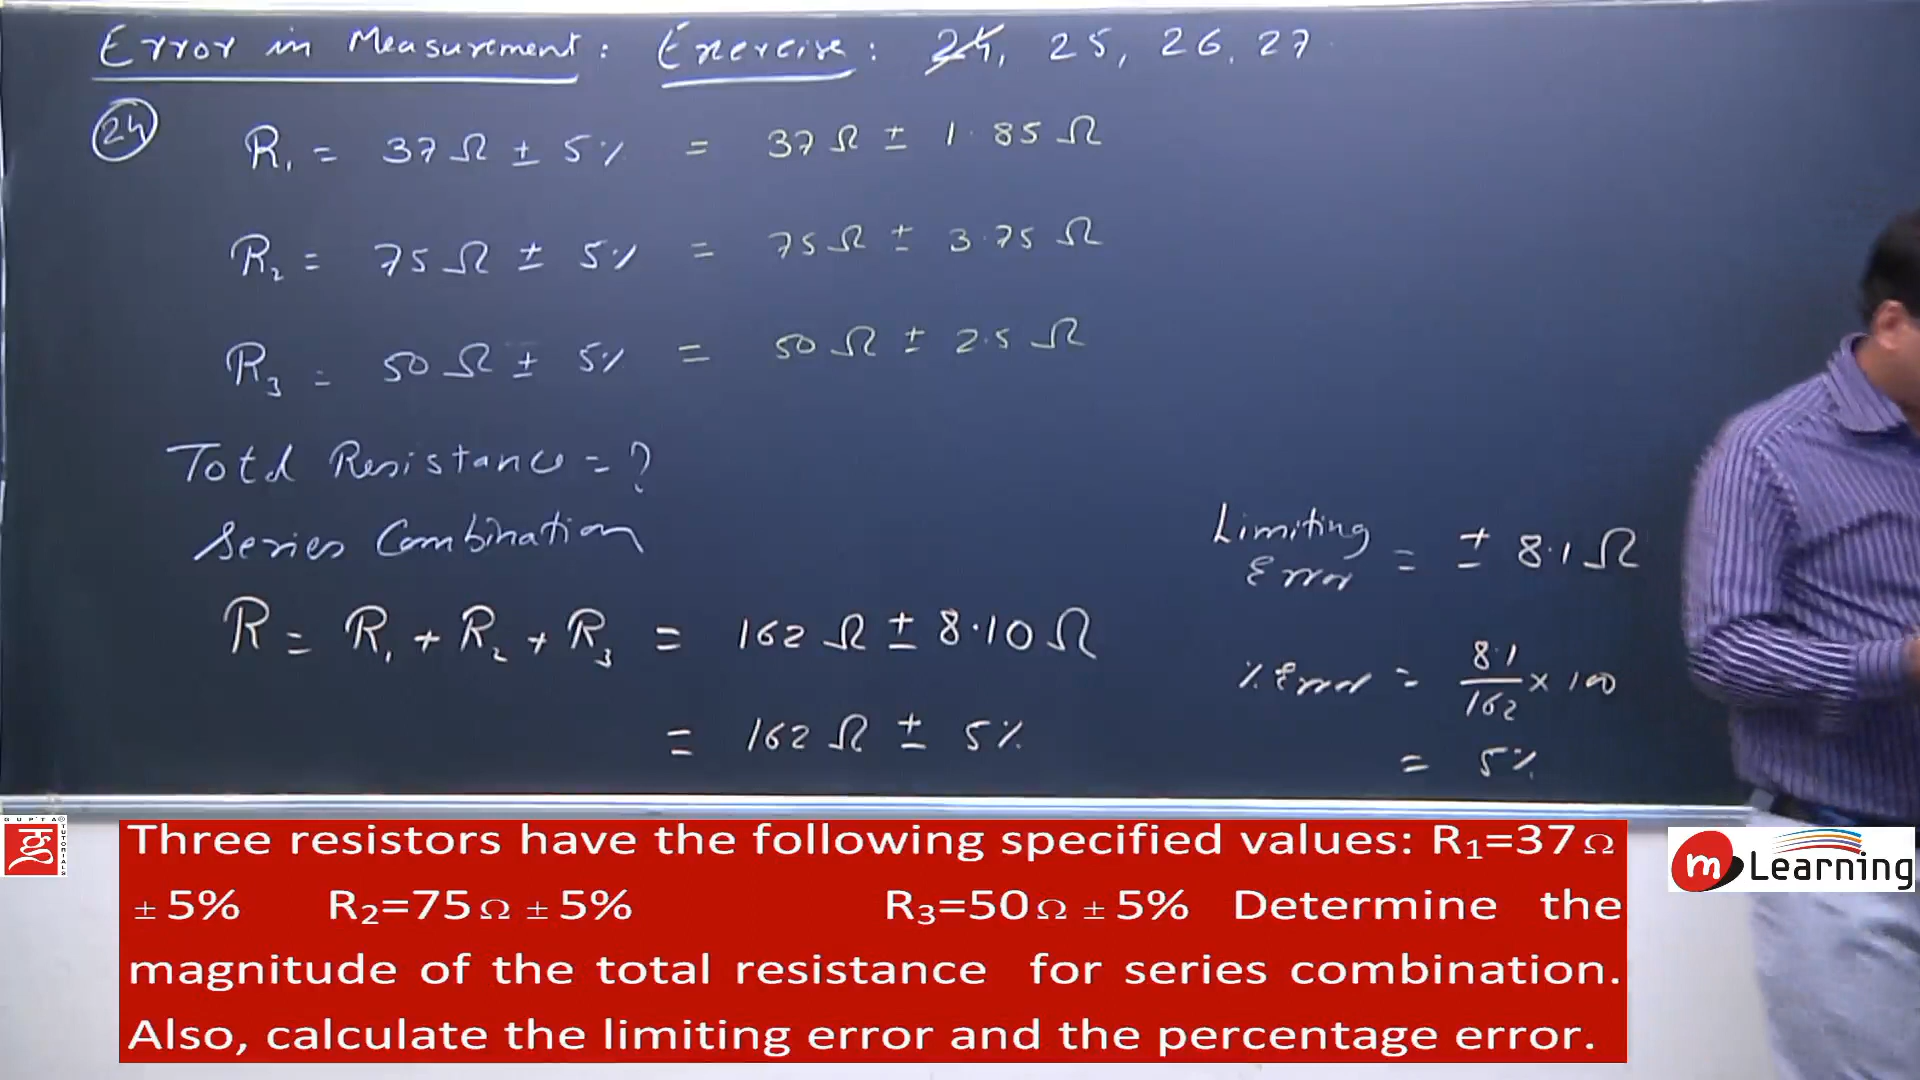 Error in Measurement : Exercise : 24, 25, 26, 27
24
R₁ = 37 Ω ± 5% = 37 Ω ± 1.85 Ω
R₂ = 75 Ω ± 5% = 75 Ω ± 3.75 Ω
R₃ = 50 Ω ± 5% = 50 Ω ± 2.5 Ω
Total Resistance = ?
Series Combination
R = R₁ + R₂ + R₃ = 162 Ω ± 8.10 Ω
= 162 Ω ± 5%
Limiting Error = ± 8.1 Ω
% Error = 8.1/162 × 100
= 5%
GUPTA TUTORIALS
Three resistors have the following specified values: R₁=37Ω
±5% R₂=75Ω ±5% R₃=50Ω ±5% Determine the
magnitude of the total resistance for series combination.
Also, calculate the limiting error and the percentage error.
m Learning